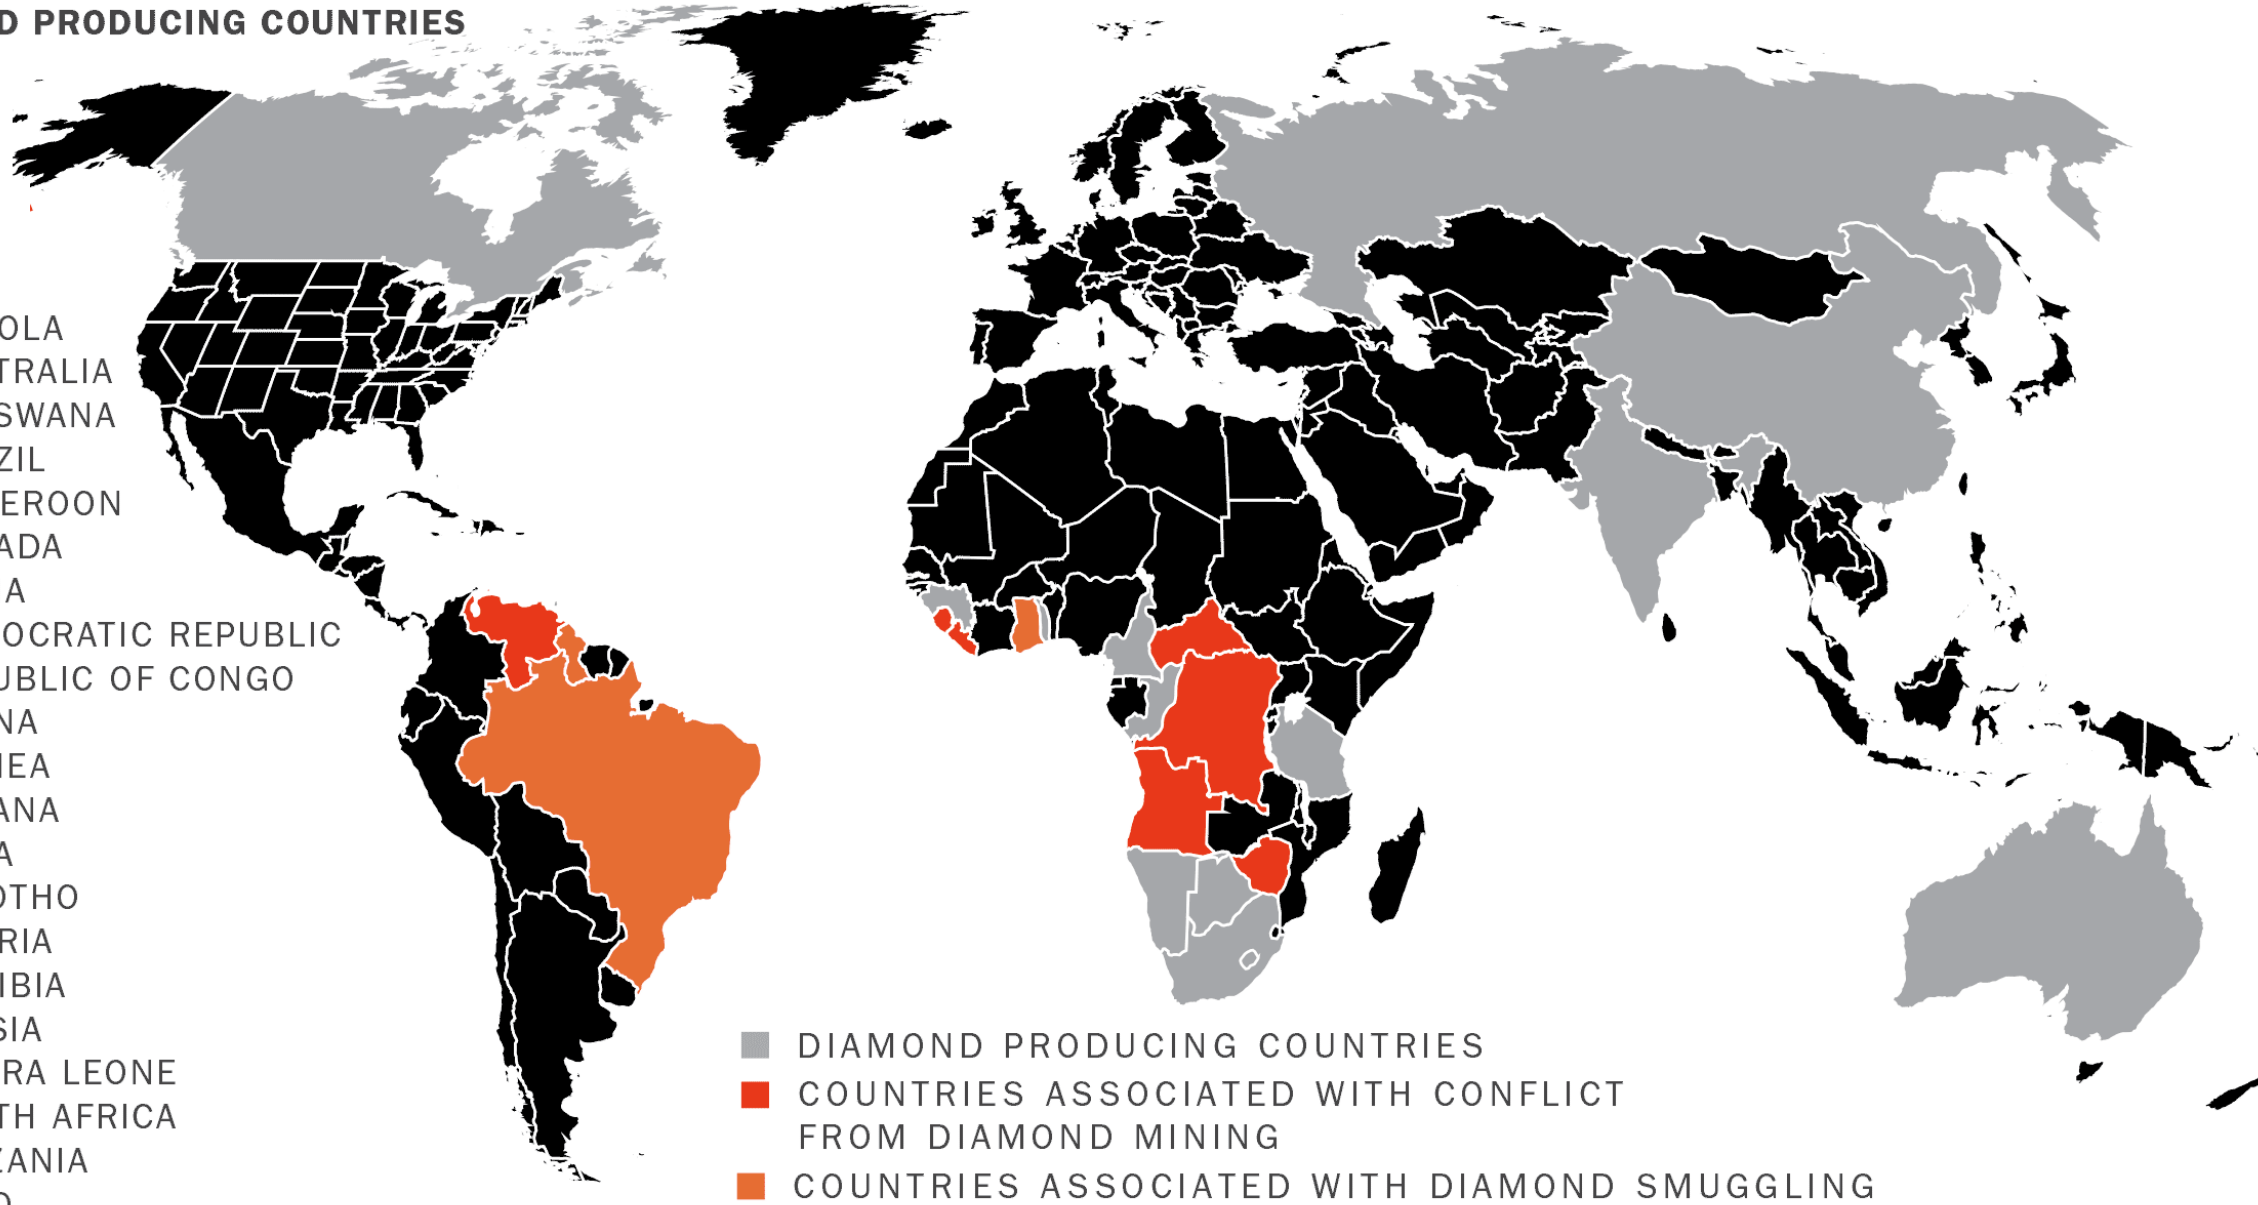 D PRODUCING COUNTRIES
OLA
TRALIA
SWANA
ZIL
EROON
ADA
A
OCRATIC REPUBLIC
UBLIC OF CONGO
NA
NEA
ANA
A
OTHO
RIA
IBIA
SIA
RA LEONE
TH AFRICA
ZANIA
DIAMOND PRODUCING COUNTRIES
COUNTRIES ASSOCIATED WITH CONFLICT
FROM DIAMOND MINING
COUNTRIES ASSOCIATED WITH DIAMOND SMUGGLING